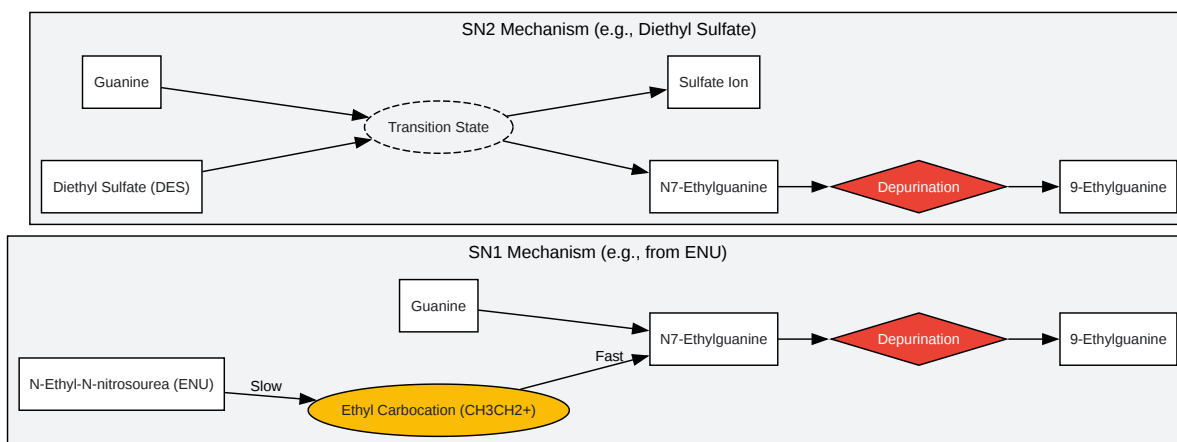 SN2 Mechanism (e.g., Diethyl Sulfate)
Guanine
Sulfate Ion
Transition State
Diethyl Sulfate (DES)
N7-Ethylguanine
Depurination
9-Ethylguanine
SN1 Mechanism (e.g., from ENU)
Guanine
N7-Ethylguanine
Depurination
9-Ethylguanine
Fast
N-Ethyl-N-nitrosourea (ENU)
Slow
Ethyl Carbocation (CH3CH2+)